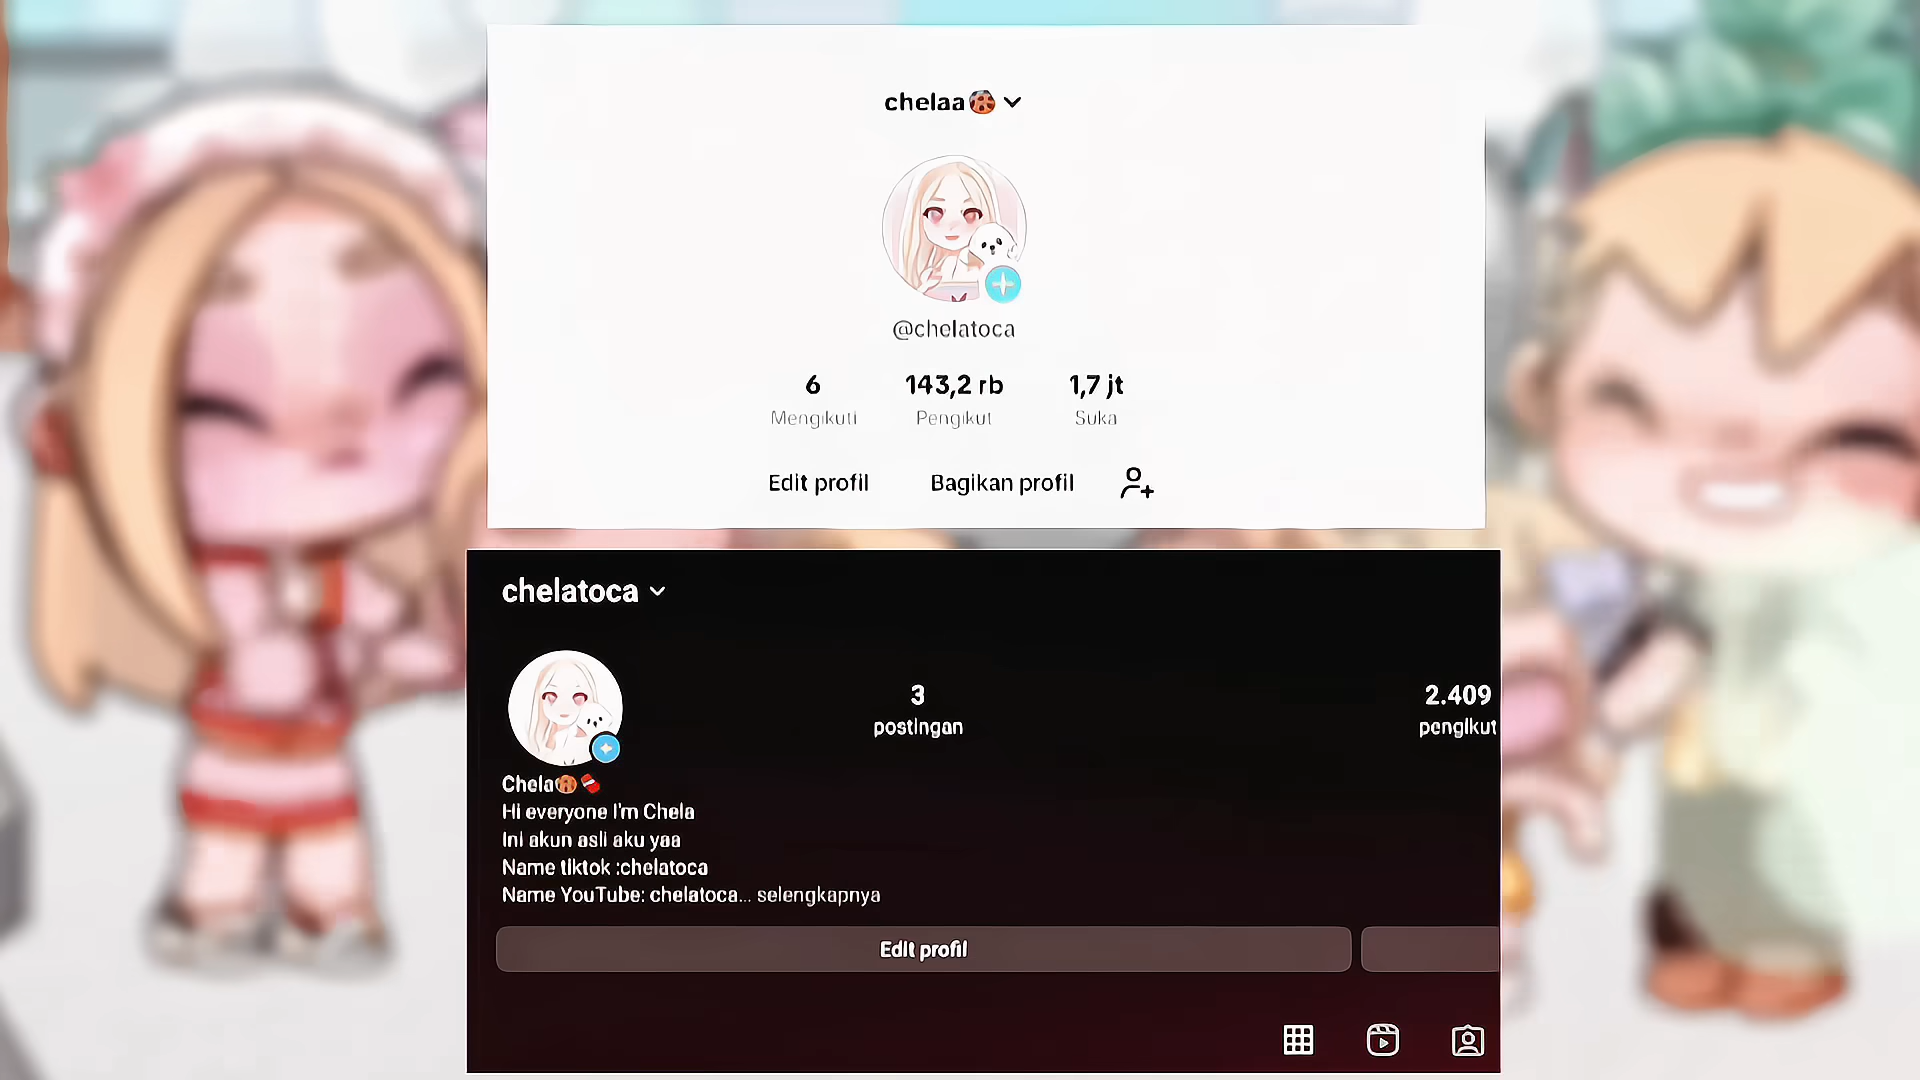 chelaa🍪
@chelatoca
6 143,2 rb 1,7 jt
Mengikuti Pengikut Suka
Edit profil Bagikan profil
chelatoca
3 2.409
postingan pengikut
Chela🍪🍫
Hi everyone I'm Chela
Ini akun asli aku yaa
Name tiktok :chelatoca
Name YouTube: chelatoca... selengkapnya
Edit profil